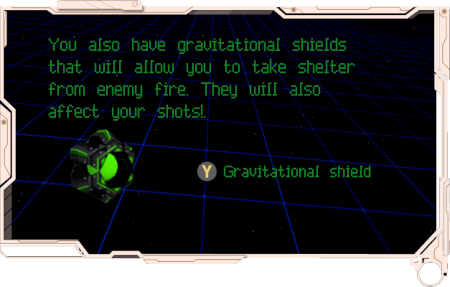 You also have gravitational shields
that will allow you to take shelter
from enemy fire. They will also
affect your shots!.
Y Gravitational shield